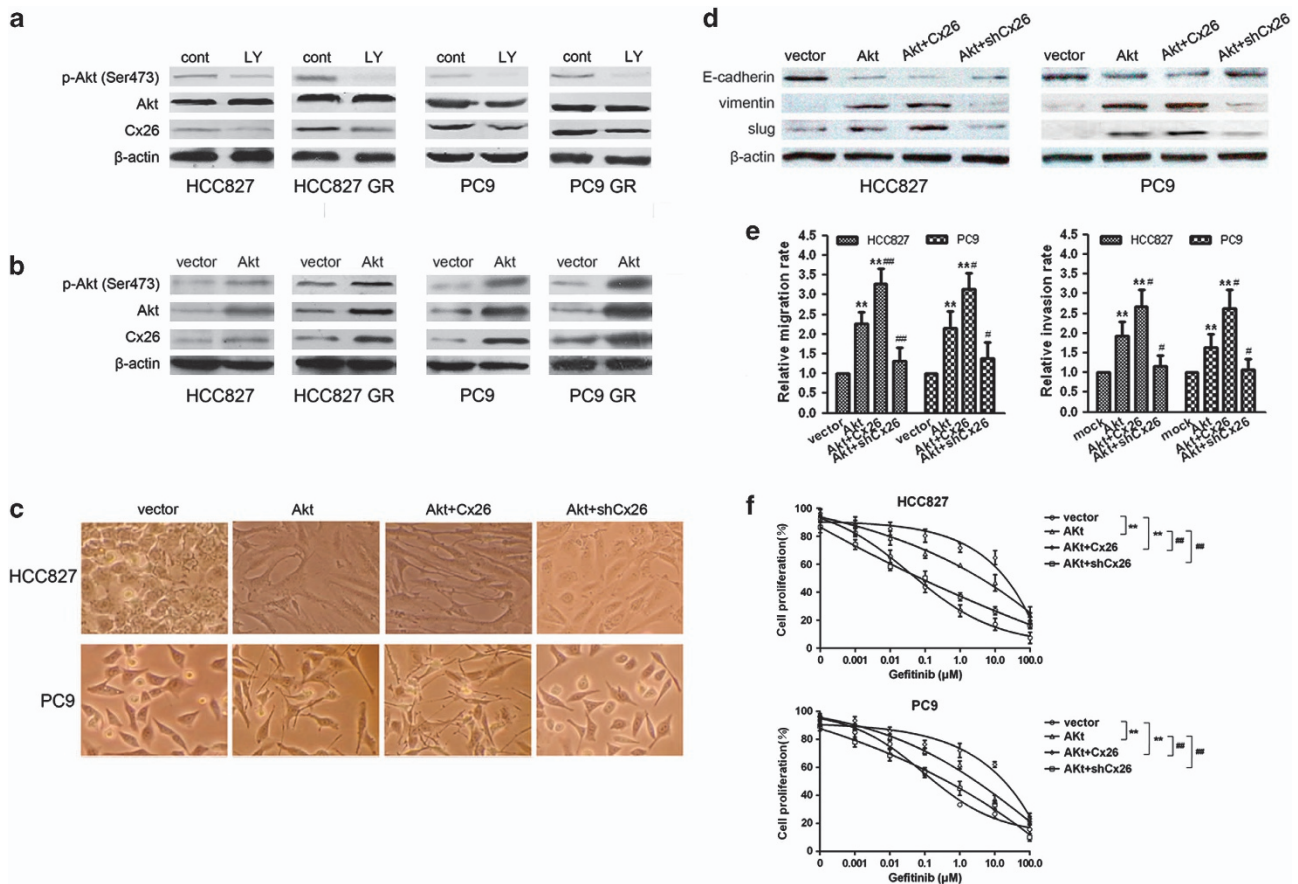 a
cont LY cont LY cont LY cont LY
p-Akt (Ser473)
Akt
Cx26
β-actin
HCC827 HCC827 GR PC9 PC9 GR
b
vector Akt vector Akt vector Akt vector Akt
p-Akt (Ser473)
Akt
Cx26
β-actin
HCC827 HCC827 GR PC9 PC9 GR
c
vector Akt Akt+Cx26 Akt+shCx26
HCC827
PC9
d
vector Akt Akt+Cx26 Akt+shCx26 vector Akt Akt+Cx26 Akt+shCx26
E-cadherin
vimentin
slug
β-actin
HCC827 PC9
e
Relative migration rate
4.5
4.0
3.5
3.0
2.5
2.0
1.5
1.0
0.5
0.0
HCC827 PC9
** **## ## ** **# #
vector Akt Akt+Cx26 Akt+shCx26 vector Akt Akt+Cx26 Akt+shCx26
Relative invasion rate
4.5
4.0
3.5
3.0
2.5
2.0
1.5
1.0
0.5
0.0
HCC827 PC9
** **# # ** **# #
mock Akt Akt+Cx26 Akt+shCx26 mock Akt Akt+Cx26 Akt+shCx26
f
HCC827
Cell proliferation(%)
100
80
60
40
20
0
0 0.001 0.01 0.1 1.0 10.0 100.0
Gefitinib (μM)
vector
AKt
AKt+Cx26
AKt+shCx26
** ** ## ##
PC9
Cell proliferation(%)
100
80
60
40
20
0
0 0.001 0.01 0.1 1.0 10.0 100.0
Gefitinib (μM)
vector
AKt
AKt+Cx26
AKt+shCx26
** ** ## ##